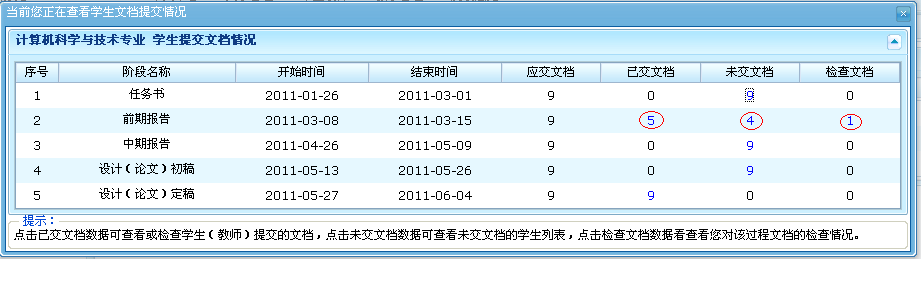 当前您正在查看学生文档提交情况
计算机科学与技术专业 学生提交文档情况
序号 阶段名称 开始时间 结束时间 应交文档 已交文档 未交文档 检查文档
1 任务书 2011-01-26 2011-03-01 9 0 9 0
2 前期报告 2011-03-08 2011-03-15 9 5 4 1
3 中期报告 2011-04-26 2011-05-09 9 0 9 0
4 设计(论文)初稿 2011-05-13 2011-05-26 9 0 9 0
5 设计(论文)定稿 2011-05-27 2011-06-04 9 9 0 0
提示:
点击已交文档数据可查看或检查学生(教师)提交的文档,点击未交文档数据可查看未交文档的学生列表,点击检查文档数据看查看您对该过程文档的检查情况。